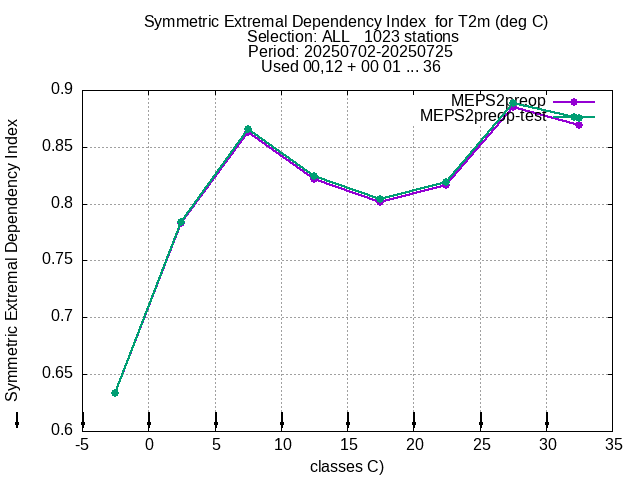 Symmetric Extremal Dependency Index  for T2m (deg C)
Selection: ALL   1023 stations
Period: 20250702-20250725
Used 00,12 + 00 01 ... 36
MEPS2preop
MEPS2preop-test
0.9
0.85
0.8
0.75
0.7
0.65
0.6
Symmetric Extremal Dependency Index
-5 0 5 10 15 20 25 30 35
classes C)